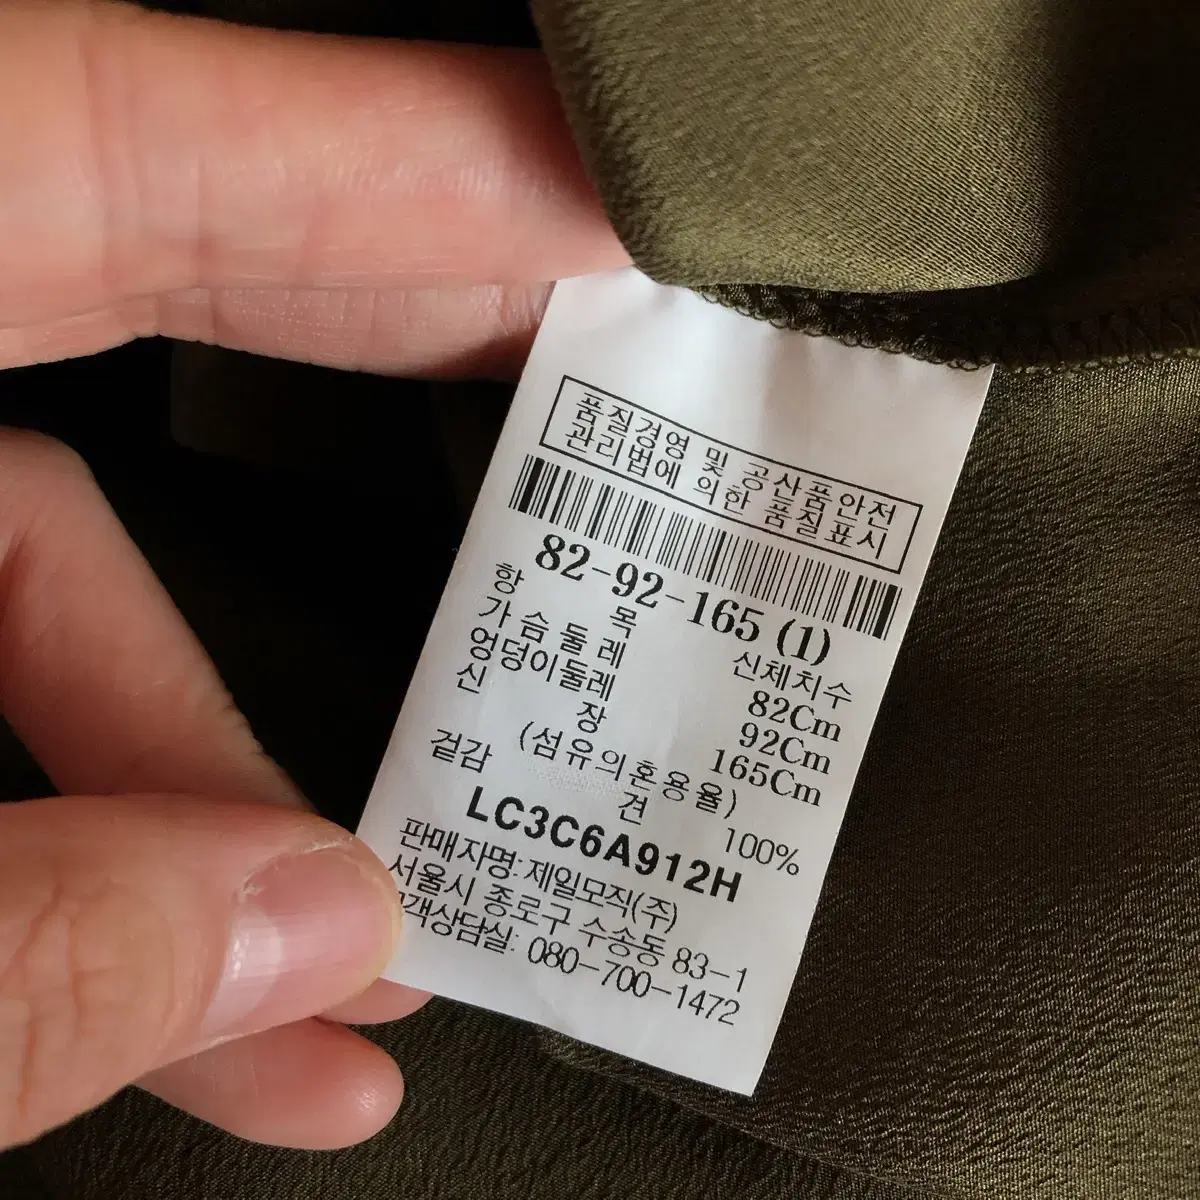 품질경영 및 공산품안전
관리법에 의한 품질표시
82-92-165 (1)
항 목 신체치수
가슴둘레 82Cm
엉덩이둘레 92Cm
신 장 165Cm
(섬유의혼용율)
겉감 견 100%
LC3C6A912H
판매자명: 제일모직(주)
서울시 종로구 수송동 83-1
고객상담실: 080-700-1472